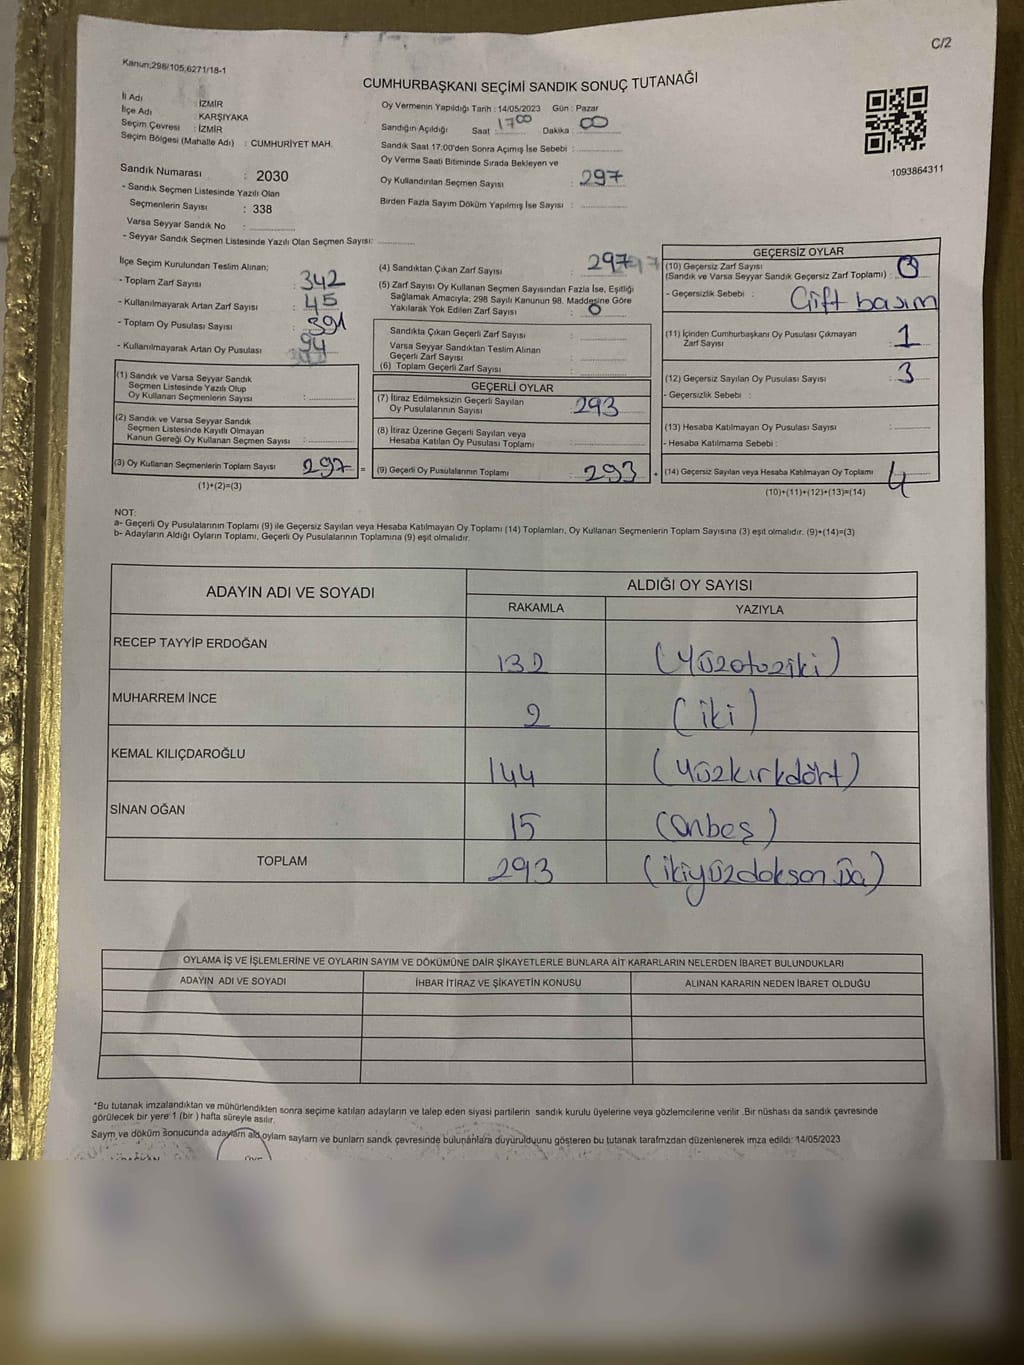 C/2
Kanun;298/105;6271/18-1
CUMHURBAŞKANI SEÇİMİ SANDIK SONUÇ TUTANAĞI
İl Adı : İZMİR
İlçe Adı : KARŞIYAKA
Seçim Çevresi : İZMİR
Seçim Bölgesi (Mahalle Adı) : CUMHURİYET MAH.
Sandık Numarası : 2030
- Sandık Seçmen Listesinde Yazılı Olan
Seçmenlerin Sayısı : 338
Varsa Seyyar Sandık No :
- Seyyar Sandık Seçmen Listesinde Yazılı Olan Seçmen Sayısı:
Oy Vermenin Yapıldığı Tarih : 14/05/2023 Gün : Pazar
Sandığın Açıldığı Saat : 17 00 Dakika : 00
Sandık Saat 17:00'den Sonra Açımış İse Sebebi :
Oy Verme Saati Bitiminde Sırada Bekleyen ve
Oy Kullandırılan Seçmen Sayısı : 297
Birden Fazla Sayım Döküm Yapılmış İse Sayısı :
1093864311
İlçe Seçim Kurulundan Teslim Alınan;
- Toplam Zarf Sayısı : 342
- Kullanılmayarak Artan Zarf Sayısı : 45
- Toplam Oy Pusulası Sayısı : 391
- Kullanılmayarak Artan Oy Pusulası : 94
(1) Sandık ve Varsa Seyyar Sandık
Seçmen Listesinde Yazılı Olup
Oy Kullanan Seçmenlerin Sayısı :
(2) Sandık ve Varsa Seyyar Sandık
Seçmen Listesinde Kayıtlı Olmayan
Kanun Gereği Oy Kullanan Seçmen Sayısı :
(3) Oy Kullanan Seçmenlerin Toplam Sayısı 297 =
(1)+(2)=(3)
(4) Sandıktan Çıkan Zarf Sayısı : 297
(5) Zarf Sayısı Oy Kullanan Seçmen Sayısından Fazla İse, Eşitliği
Sağlamak Amacıyla; 298 Sayılı Kanunun 98. Maddesine Göre
Yakılarak Yok Edilen Zarf Sayısı : 0
Sandıkta Çıkan Geçerli Zarf Sayısı :
Varsa Seyyar Sandıktan Teslim Alınan
Geçerli Zarf Sayısı :
(6) Toplam Geçerli Zarf Sayısı :
GEÇERLİ OYLAR
(7) İtiraz Edilmeksizin Geçerli Sayılan
Oy Pusulalarının Sayısı : 293
(8) İtiraz Üzerine Geçerli Sayılan veya
Hesaba Katılan Oy Pusulası Toplamı :
(9) Geçerli Oy Pusulalarının Toplamı : 293 +
GEÇERSİZ OYLAR
(10) Geçersiz Zarf Sayısı
(Sandık ve Varsa Seyyar Sandık Geçersiz Zarf Toplamı) :
- Geçersizlik Sebebi : Çift basım
(11) İçinden Cumhurbaşkanı Oy Pusulası Çıkmayan
Zarf Sayısı : 1
(12) Geçersiz Sayılan Oy Pusulası Sayısı : 3
- Geçersizlik Sebebi :
(13) Hesaba Katılmayan Oy Pusulası Sayısı :
- Hesaba Katılmama Sebebi :
(14) Geçersiz Sayılan veya Hesaba Katılmayan Oy Toplamı : 4
(10)+(11)+(12)+(13)=(14)
NOT:
a- Geçerli Oy Pusulalarının Toplamı (9) ile Geçersiz Sayılan veya Hesaba Katılmayan Oy Toplamı (14) Toplamları, Oy Kullanan Seçmenlerin Toplam Sayısına (3) eşit olmalıdır. (9)+(14)=(3)
b- Adayların Aldığı Oyların Toplamı, Geçerli Oy Pusulalarının Toplamına (9) eşit olmalıdır.
ADAYIN ADI VE SOYADI ALDIĞI OY SAYISI
RAKAMLA YAZIYLA
RECEP TAYYİP ERDOĞAN 132 (Yüzotuziki)
MUHARREM İNCE 2 (iki)
KEMAL KILIÇDAROĞLU 144 (yüzkırkdört)
SİNAN OĞAN 15 (onbeş)
TOPLAM 293 (ikiyüzdoksan Üç)
OYLAMA İŞ VE İŞLEMLERİNE VE OYLARIN SAYIM VE DÖKÜMÜNE DAİR ŞİKAYETLERLE BUNLARA AİT KARARLARIN NELERDEN İBARET BULUNDUKLARI
ADAYIN ADI VE SOYADI İHBAR İTİRAZ VE ŞİKAYETİN KONUSU ALINAN KARARIN NEDEN İBARET OLDUĞU
*Bu tutanak imzalandıktan ve mühürlendikten sonra seçime katılan adayların ve talep eden siyasi partilerin sandık kurulu üyelerine veya gözlemcilerine verilir .Bir nüshası da sandık çevresinde
görülecek bir yere 1 (bir ) hafta süreyle asılır.
Sayım ve döküm sonucunda adayların aldıkları oyların sayıları ve bunların sandık çevresinde bulunanlara duyurulduğunu gösteren bu tutanak tarafımızdan düzenlenerek imza edildi: 14/05/2023